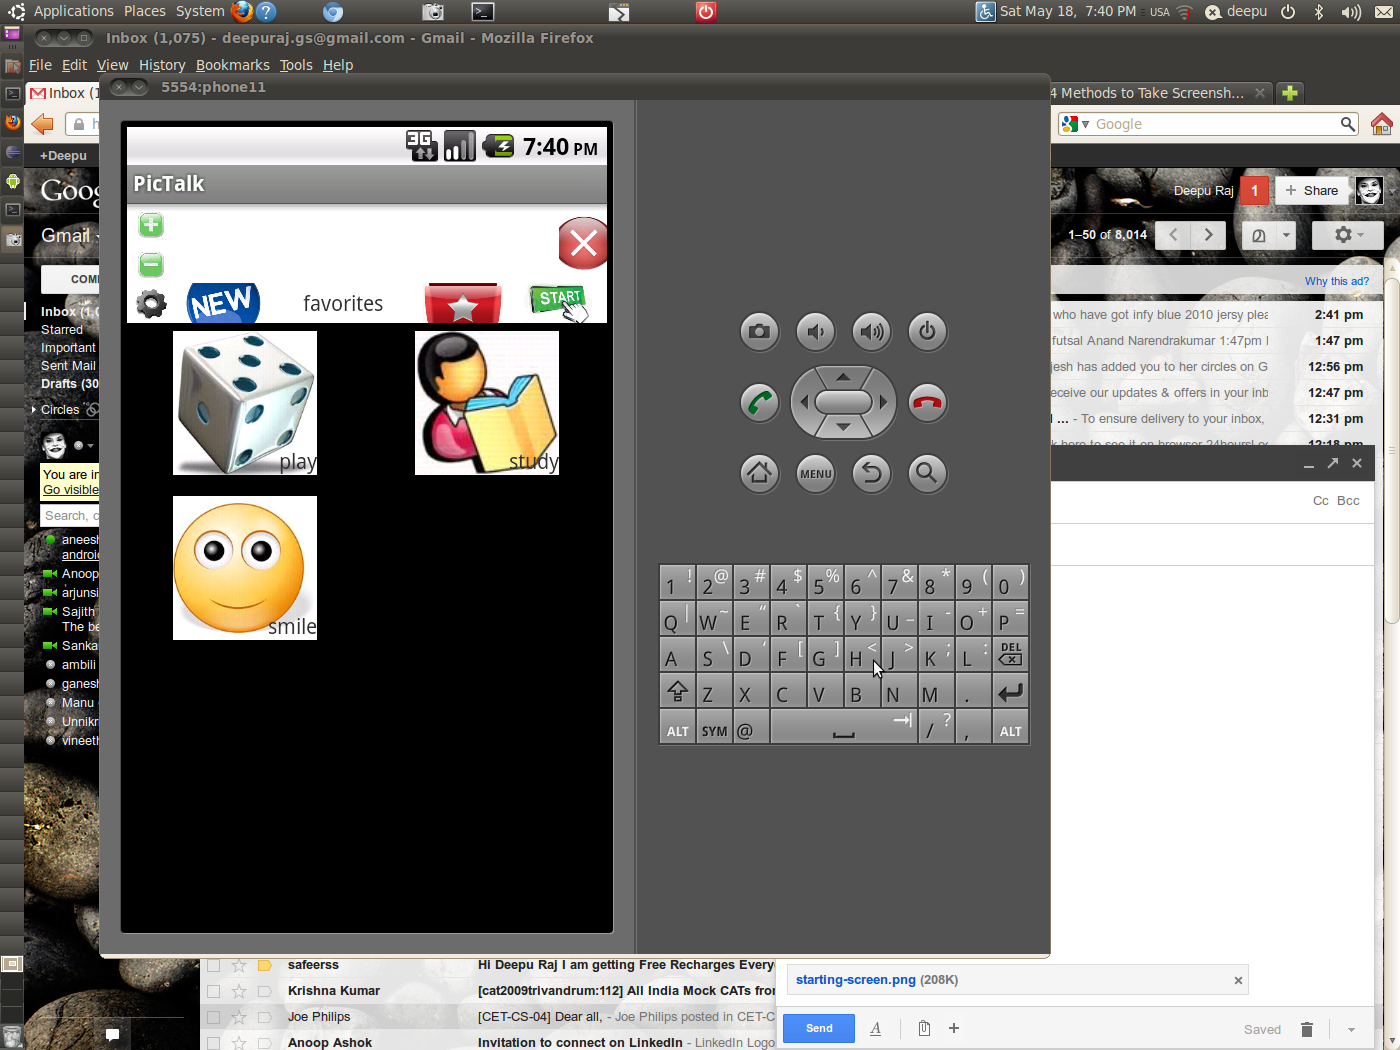 Applications Places System
Sat May 18, 7:40 PM USA deepu
Inbox (1,075) - deepuraj.gs@gmail.com - Gmail - Mozilla Firefox
File Edit View History Bookmarks Tools Help
5554:phone11
Inbox (1
4 Methods to Take Screensh...
Google
+Deepu
3G 7:40 PM
PicTalk
Deepu Raj 1 + Share
Gmail
1–50 of 8,014
Why this ad?
NEW favorites START
Inbox (1,0
Starred
Important
Sent Mail
Drafts (30
Circles
who have got infy blue 2010 jersy plea 2:41 pm
futsal Anand Narendrakumar 1:47pm 1:47 pm
jesh has added you to her circles on G 12:56 pm
eceive our updates & offers in your inb 12:47 pm
... - To ensure delivery to your inbox, 12:31 pm
12:18 pm
play
study
smile
MENU
Cc Bcc
You are in
Go visible
Search, c
aneesh
androi
Anoop
arjunsi
Sajith
The be
Sanka
ambili
ganesh
Manu
Unnikr
vineeth
1 ! 2 @ 3 # 4 $ 5 % 6 ^ 7 & 8 * 9 ( 0 )
Q | W ~ E “ R ` T { Y } U _ I - O + P =
A S \ D ' F [ G ] H < J > K ; L : DEL
Z X C V B N M .
ALT SYM @ / ? , ALT
safeerss Hi Deepu Raj I am getting Free Recharges Every
Krishna Kumar [cat2009trivandrum:112] All India Mock CATs fro
Joe Philips [CET-CS-04] Dear all, - Joe Philips posted in CET-C
Anoop Ashok Invitation to connect on LinkedIn - LinkedIn Logo
starting-screen.png (208K)
Send A + Saved